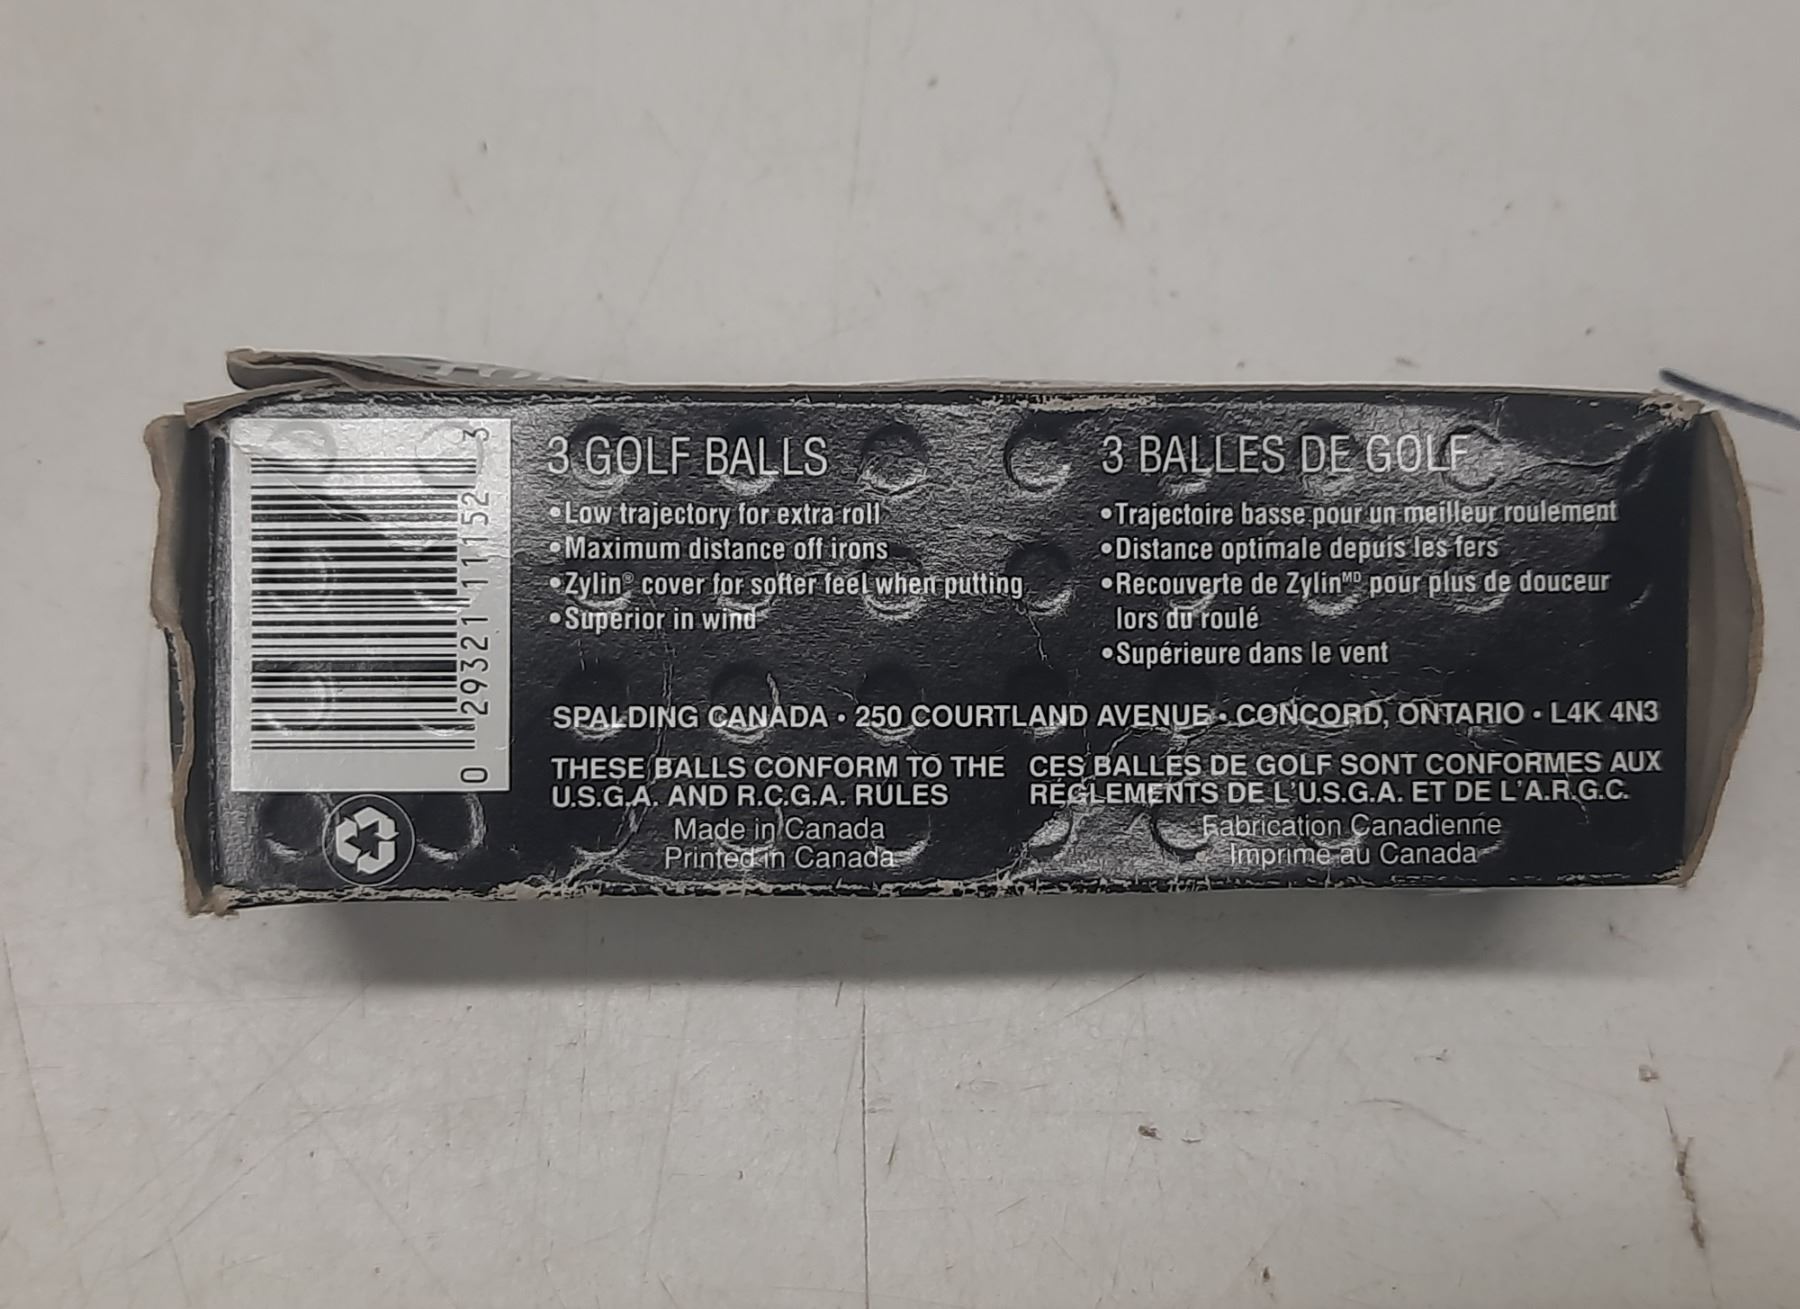 3 GOLF BALLS
•Low trajectory for extra roll
•Maximum distance off irons
•Zylin® cover for softer feel when putting
•Superior in wind
3 BALLES DE GOLF
•Trajectoire basse pour un meilleur roulement
•Distance optimale depuis les fers
•Recouverte de Zylinᴹᴰ pour plus de douceur
lors du roulé
•Supérieure dans le vent
SPALDING CANADA • 250 COURTLAND AVENUE • CONCORD, ONTARIO • L4K 4N3
THESE BALLS CONFORM TO THE
U.S.G.A. AND R.C.G.A. RULES
Made in Canada
Printed in Canada
CES BALLES DE GOLF SONT CONFORMES AUX
RÉGLEMENTS DE L'U.S.G.A. ET DE L'A.R.G.C.
Fabrication Canadienne
Imprimé au Canada
0 29321 11152 3